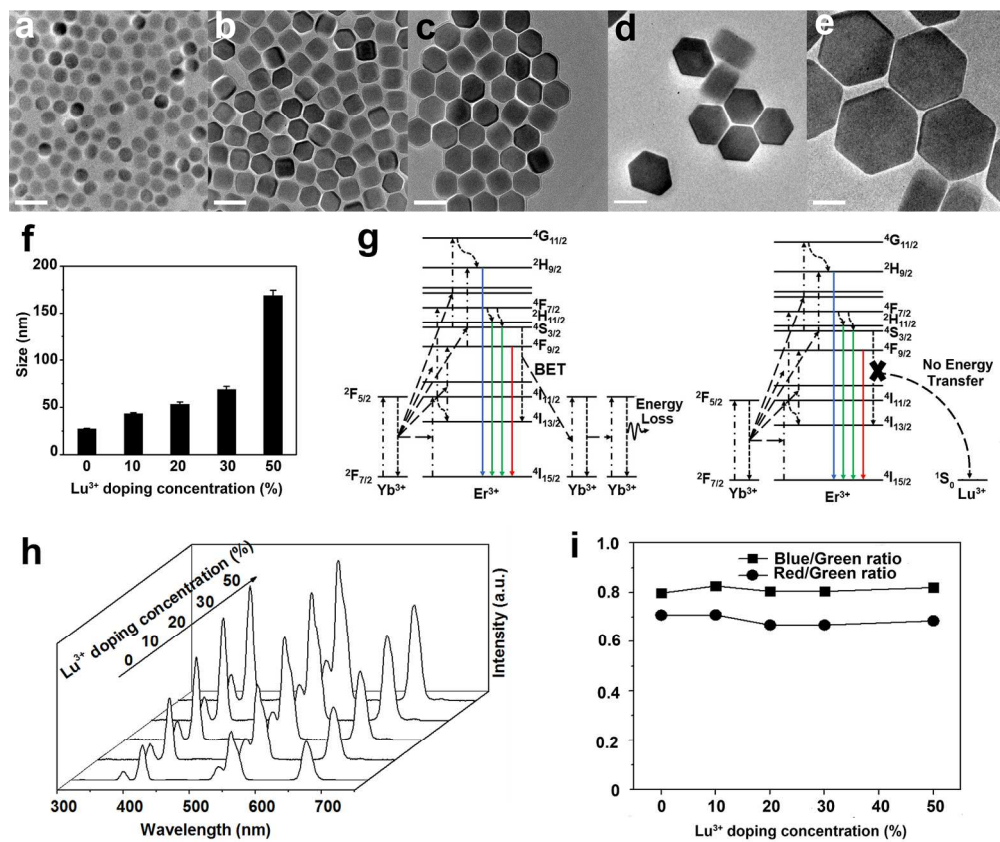 a
b
c
d
e
f
200
150
100
50
0
Size (nm)
0 10 20 30 50
Lu³⁺ doping concentration (%)
g
⁴G₁₁/₂
²H₉/₂
⁴F₇/₂
²H₁₁/₂
⁴S₃/₂
⁴F₉/₂
BET
²F₅/₂
⁴I₁₁/₂
⁴I₁₃/₂
Energy
Loss
²F₇/₂
⁴I₁₅/₂
Yb³⁺
Er³⁺
Yb³⁺ Yb³⁺
⁴G₁₁/₂
²H₉/₂
⁴F₇/₂
²H₁₁/₂
⁴S₃/₂
⁴F₉/₂
No Energy
Transfer
²F₅/₂
⁴I₁₁/₂
⁴I₁₃/₂
²F₇/₂
⁴I₁₅/₂
¹S₀
Yb³⁺
Er³⁺
Lu³⁺
h
Lu³⁺ doping concentration (%)
0 10 20 30 50
Intensity (a.u.)
300 400 500 600 700
Wavelength (nm)
i
1.0
0.8
0.6
0.4
0.2
0
Blue/Green ratio
Red/Green ratio
0 10 20 30 40 50
Lu³⁺ doping concentration (%)